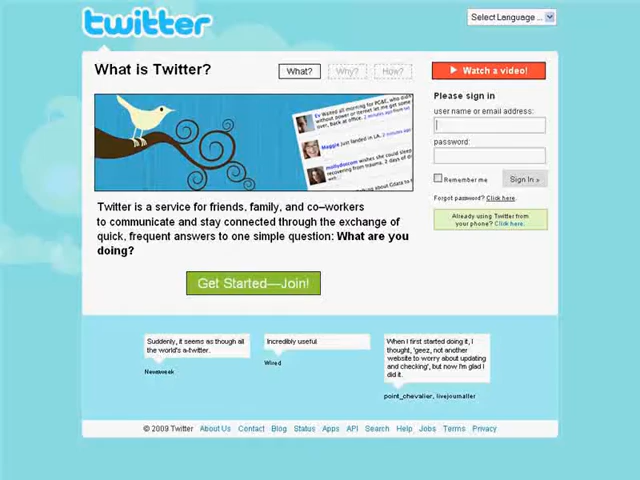 twitter
Select Language ...
What is Twitter?
What? Why? How?
Watch a video!
Please sign in
user name or email address:
password:
Remember me
Sign In »
Forgot password? Click here.
Already using Twitter from
your phone? Click here.
Twitter is a service for friends, family, and co–workers
to communicate and stay connected through the exchange of
quick, frequent answers to one simple question: What are you
doing?
Get Started—Join!
Suddenly, it seems as though all
the world's a-twitter.
Newsweek
Incredibly useful
Wired
When I first started doing it, I
thought, 'geez, not another
website to worry about updating
and checking', but now I'm glad I
did it.
point_chevalier, livejournaller
© 2009 Twitter About Us Contact Blog Status Apps API Search Help Jobs Terms Privacy